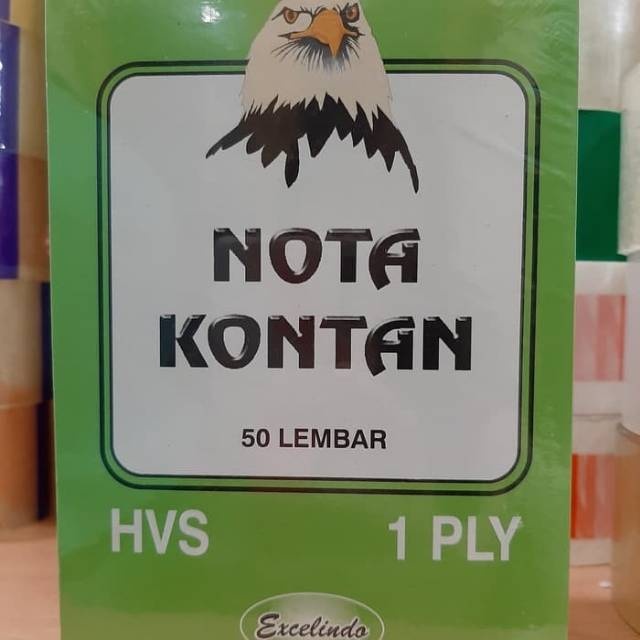 NOTA
KONTAN
50 LEMBAR
HVS 1 PLY
Excelindo